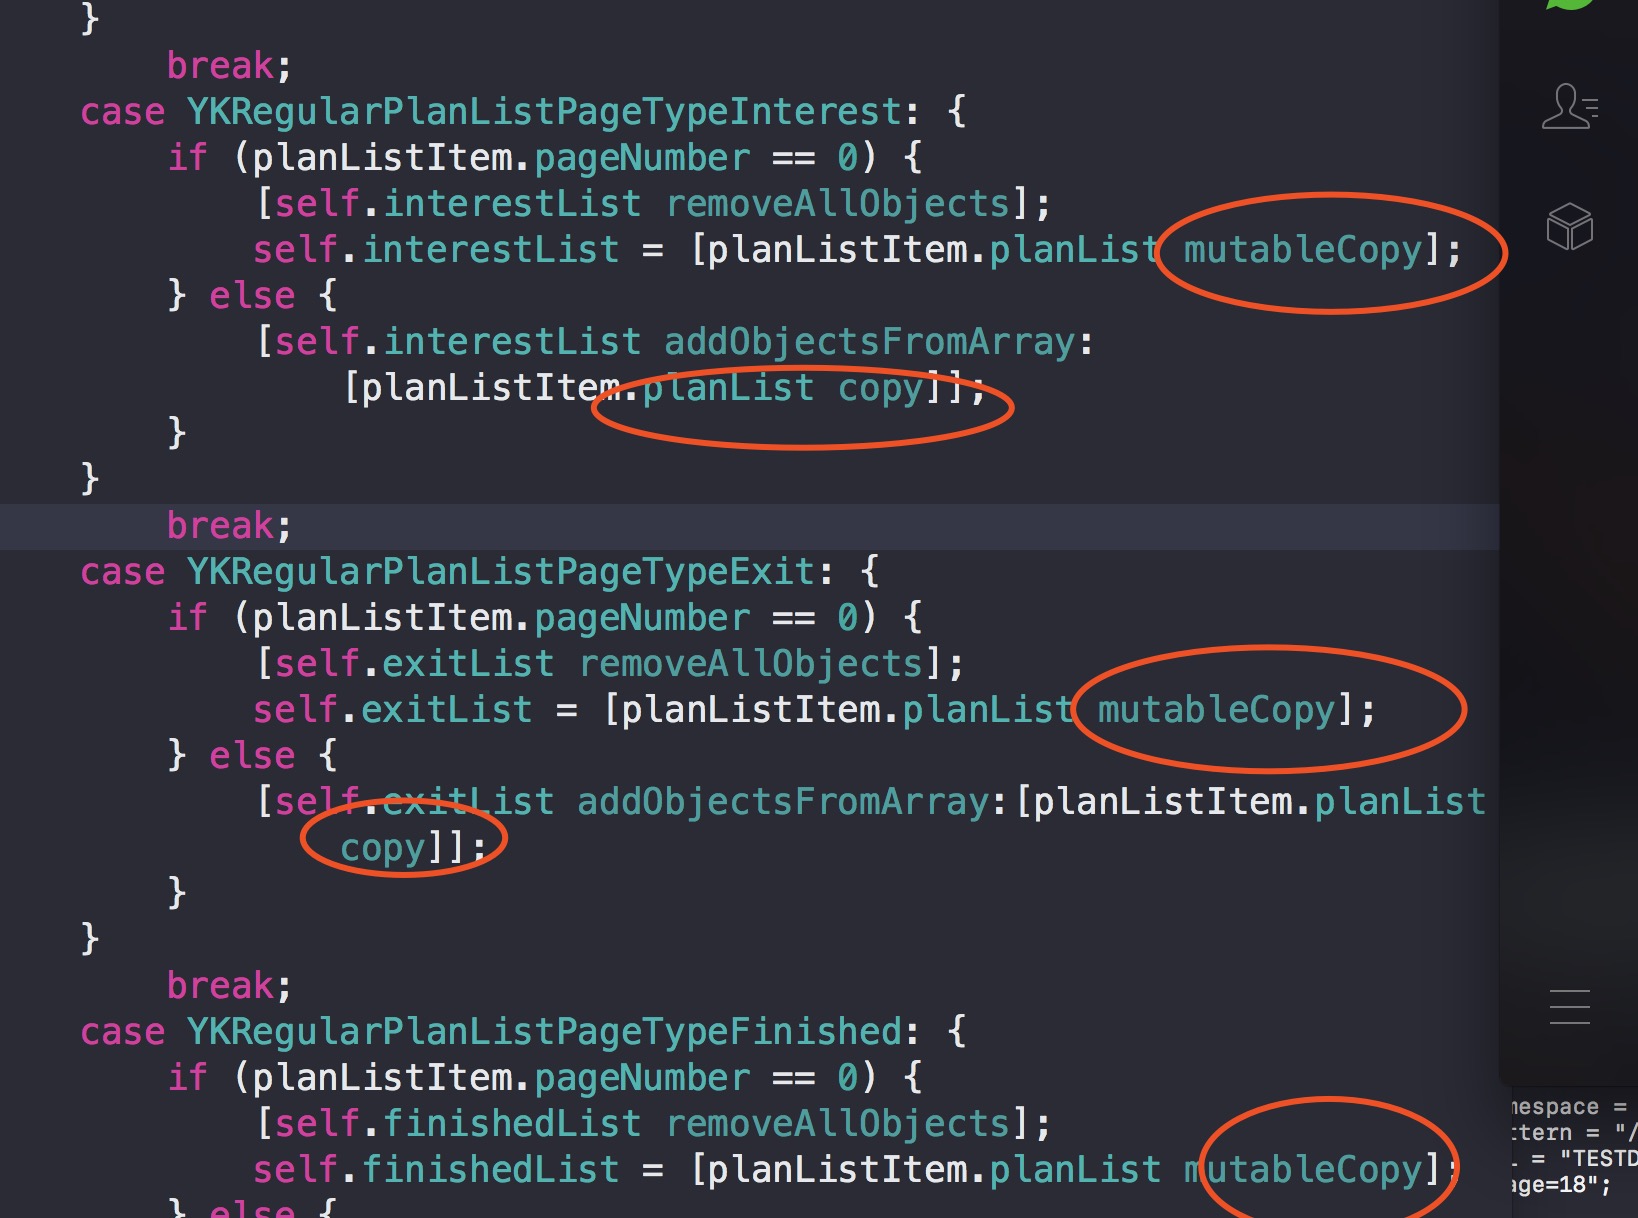 }
break;
case YKRegularPlanListPageTypeInterest: {
if (planListItem.pageNumber == 0) {
[self.interestList removeAllObjects];
self.interestList = [planListItem.planList mutableCopy];
} else {
[self.interestList addObjectsFromArray:
[planListItem.planList copy]];
}
}
break;
case YKRegularPlanListPageTypeExit: {
if (planListItem.pageNumber == 0) {
[self.exitList removeAllObjects];
self.exitList = [planListItem.planList mutableCopy];
} else {
[self.exitList addObjectsFromArray:[planListItem.planList
copy]];
}
}
break;
case YKRegularPlanListPageTypeFinished: {
if (planListItem.pageNumber == 0) {
[self.finishedList removeAllObjects];
self.finishedList = [planListItem.planList mutableCopy];
} else {
mespace =
ttern = "/
= "TESTD
age=18";